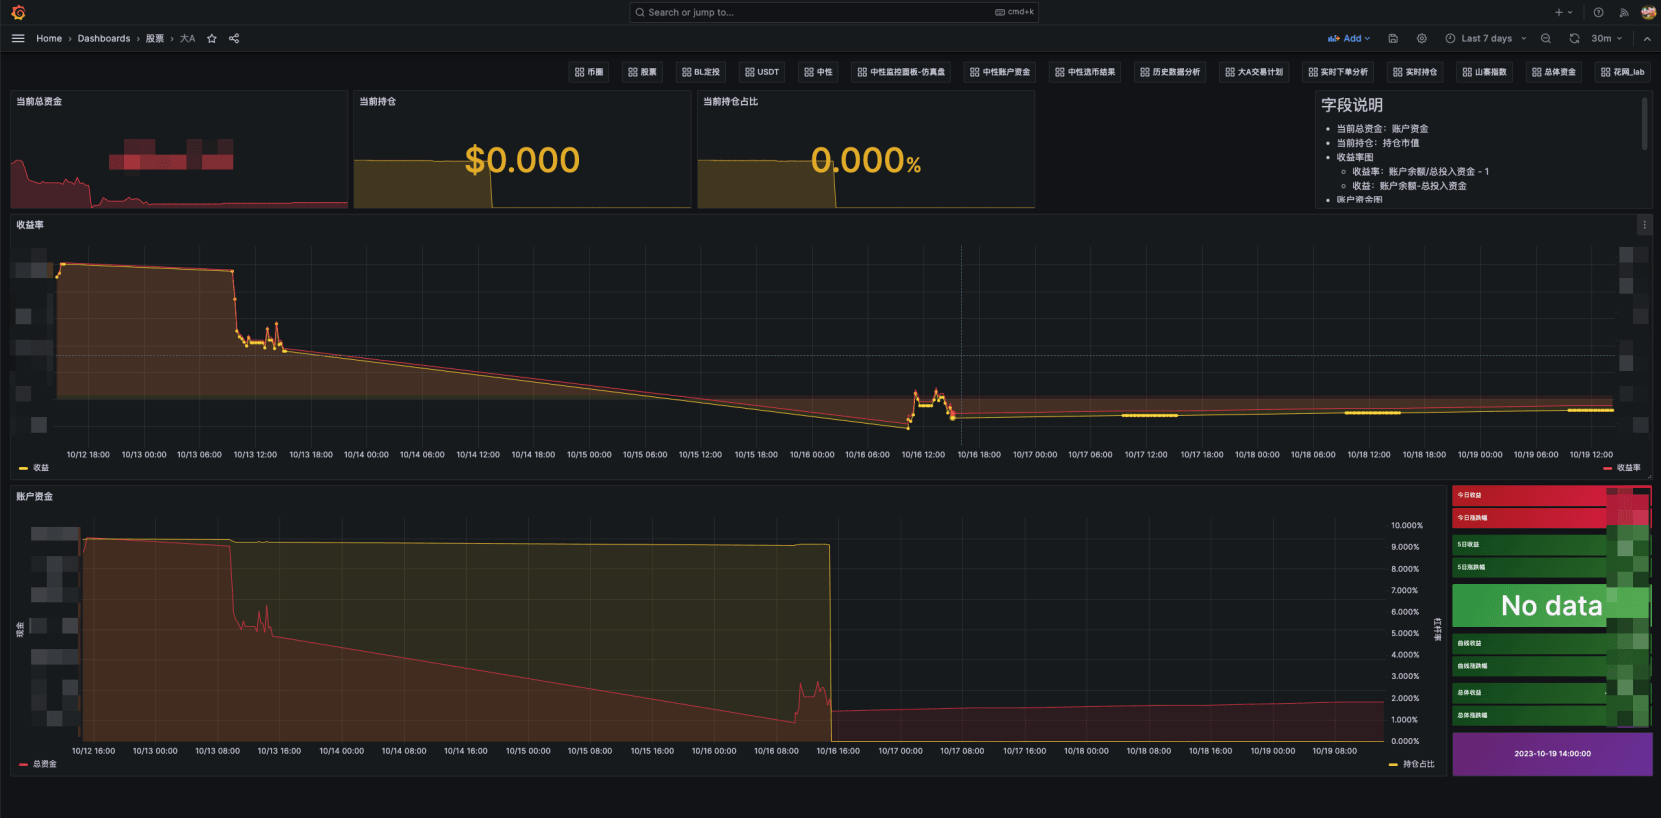 Search or jump to...
cmd+k
Home › Dashboards › 股票 › 大A
Add
Last 7 days
30m
币圈
股票
BL定投
USDT
中性
中性监控面板-仿真盘
中性账户资金
中性选币结果
历史数据分析
大A交易计划
实时下单分析
实时持仓
山寨指数
总体资金
花网_lab
当前总资金
当前持仓
$0.000
当前持仓占比
0.000%
字段说明
当前总资金：账户资金
当前持仓：持仓市值
收益率图
收益率：账户余额/总投入资金 - 1
收益：账户余额-总投入资金
账户资金图
收益率
10/12 18:00 10/13 00:00 10/13 06:00 10/13 12:00 10/13 18:00 10/14 00:00 10/14 06:00 10/14 12:00 10/14 18:00 10/15 00:00 10/15 06:00 10/15 12:00 10/15 18:00 10/16 00:00 10/16 06:00 10/16 12:00 10/16 18:00 10/17 00:00 10/17 06:00 10/17 12:00 10/17 18:00 10/18 00:00 10/18 06:00 10/18 12:00 10/18 18:00 10/19 00:00 10/19 06:00 10/19 12:00
收益
收益率
账户资金
现金
10.000%
9.000%
8.000%
7.000%
6.000%
5.000%
4.000%
3.000%
2.000%
1.000%
0.000%
杠杆率
10/12 16:00 10/13 00:00 10/13 08:00 10/13 16:00 10/14 00:00 10/14 08:00 10/14 16:00 10/15 00:00 10/15 08:00 10/15 16:00 10/16 00:00 10/16 08:00 10/16 16:00 10/17 00:00 10/17 08:00 10/17 16:00 10/18 00:00 10/18 08:00 10/18 16:00 10/19 00:00 10/19 08:00
总资金
持仓占比
今日收益
今日涨跌幅
5日收益
5日涨跌幅
No data
曲线收益
曲线涨跌幅
总体收益
总体涨跌幅
2023-10-19 14:00:00